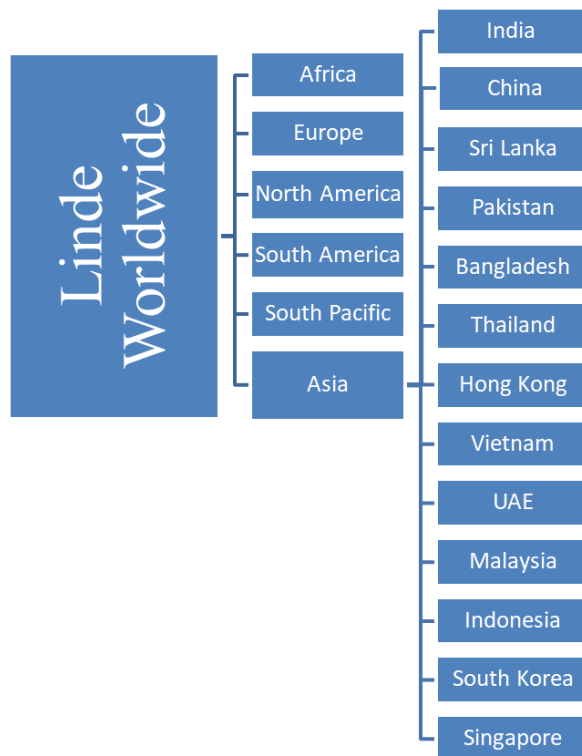 Linde
Worldwide
Africa
Europe
North America
South America
South Pacific
Asia
India
China
Sri Lanka
Pakistan
Bangladesh
Thailand
Hong Kong
Vietnam
UAE
Malaysia
Indonesia
South Korea
Singapore